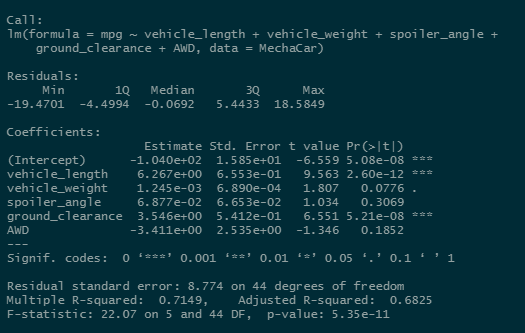 Call:
lm(formula = mpg ~ vehicle_length + vehicle_weight + spoiler_angle +
    ground_clearance + AWD, data = MechaCar)

Residuals:
     Min       1Q   Median       3Q      Max
-19.4701  -4.4994  -0.0692   5.4433  18.5849

Coefficients:
                   Estimate Std. Error t value Pr(>|t|)
(Intercept)      -1.040e+02  1.585e+01  -6.559 5.08e-08 ***
vehicle_length    6.267e+00  6.553e-01   9.563 2.60e-12 ***
vehicle_weight    1.245e-03  6.890e-04   1.807   0.0776 .
spoiler_angle     6.877e-02  6.653e-02   1.034   0.3069
ground_clearance  3.546e+00  5.412e-01   6.551 5.21e-08 ***
AWD              -3.411e+00  2.535e+00  -1.346   0.1852
---
Signif. codes:  0 ‘***’ 0.001 ‘**’ 0.01 ‘*’ 0.05 ‘.’ 0.1 ‘ ’ 1

Residual standard error: 8.774 on 44 degrees of freedom
Multiple R-squared:  0.7149,	Adjusted R-squared:  0.6825
F-statistic: 22.07 on 5 and 44 DF,  p-value: 5.35e-11